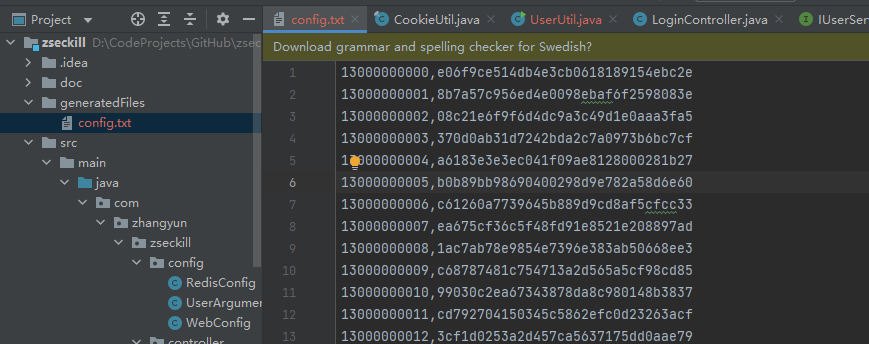 Project
config.txt
CookieUtil.java
UserUtil.java
LoginController.java
IUserSer
zseckill D:\CodeProjects\GitHub\zsec
.idea
doc
generatedFiles
config.txt
src
main
java
com
zhangyun
zseckill
config
RedisConfig
UserArgumen
WebConfig
controller
Download grammar and spelling checker for Swedish?
1 13000000000,e06f9ce514db4e3cb0618189154ebc2e
2 13000000001,8b7a57c956ed4e0098ebaf6f2598083e
3 13000000002,08c21e6f9f6d4dc9a3c49d1e0aaa3fa5
4 13000000003,370d0ab31d7242bda2c7a0973b6bc7cf
5 13000000004,a6183e3e3ec041f09ae8128000281b27
6 13000000005,b0b89bb98690400298d9e782a58d6e60
7 13000000006,c61260a7739645b889d9cd8af5cfcc33
8 13000000007,ea675cf36c5f48fd91e8521e208897ad
9 13000000008,1ac7ab78e9854e7396e383ab50668ee3
10 13000000009,c68787481c754713a2d565a5cf98cd85
11 13000000010,99030c2ea67343878da8c980148b3837
12 13000000011,cd792704150345c5862efc0d23263acf
13 13000000012,3cf1d0253a2d457ca5637175dd0aae79